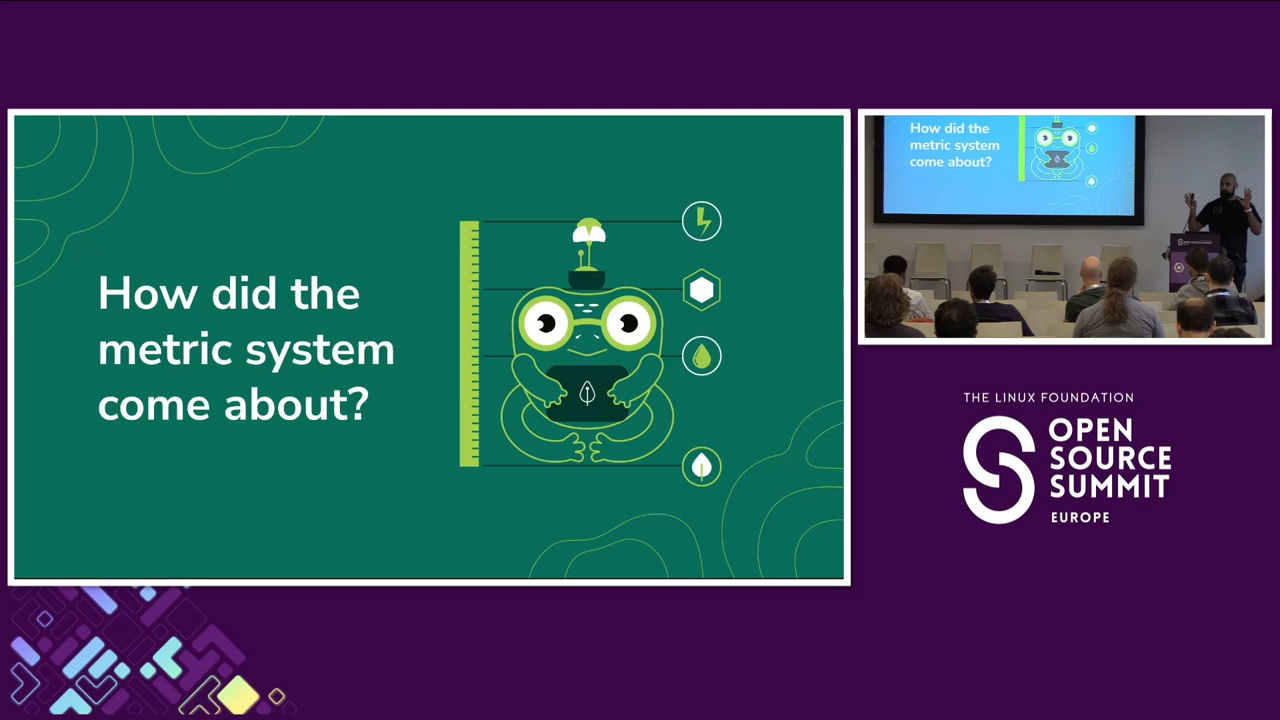 How did the
metric system
come about?
How did the
metric system
come about?
THE LINUX FOUNDATION
OPEN
SOURCE
SUMMIT
EUROPE